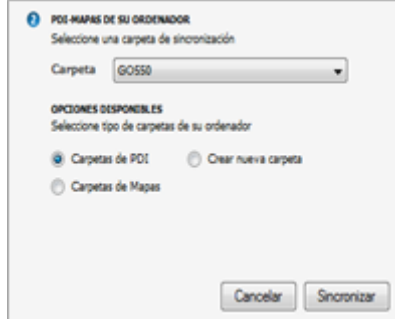 2 PDI-MAPAS DE SU ORDENADOR
Seleccione una carpeta de sincronización
Carpeta GO550
OPCIONES DISPONIBLES
Seleccione tipo de carpetas de su ordenador
Carpetas de PDI Crear nueva carpeta
Carpetas de Mapas
Cancelar Sincronizar